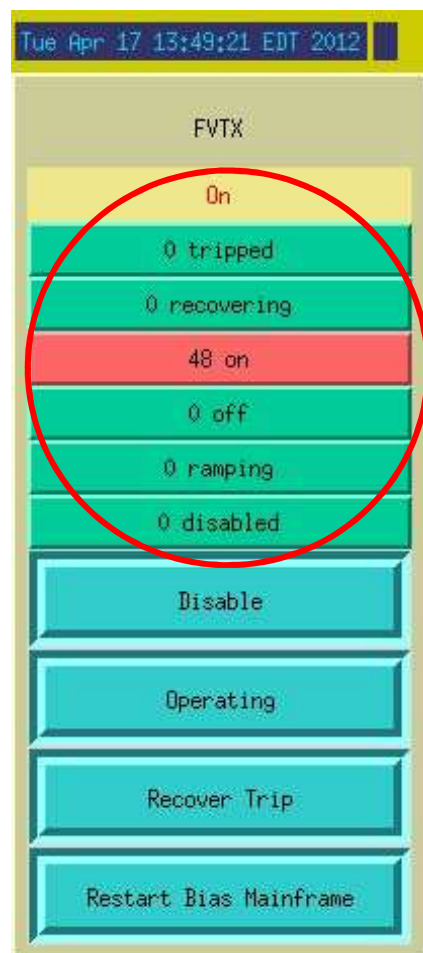 Tue Apr 17 13:49:21 EDT 2012
FVTX
On
0 tripped
0 recovering
48 on
0 off
0 ramping
0 disabled
Disable
Operating
Recover Trip
Restart Bias Mainframe